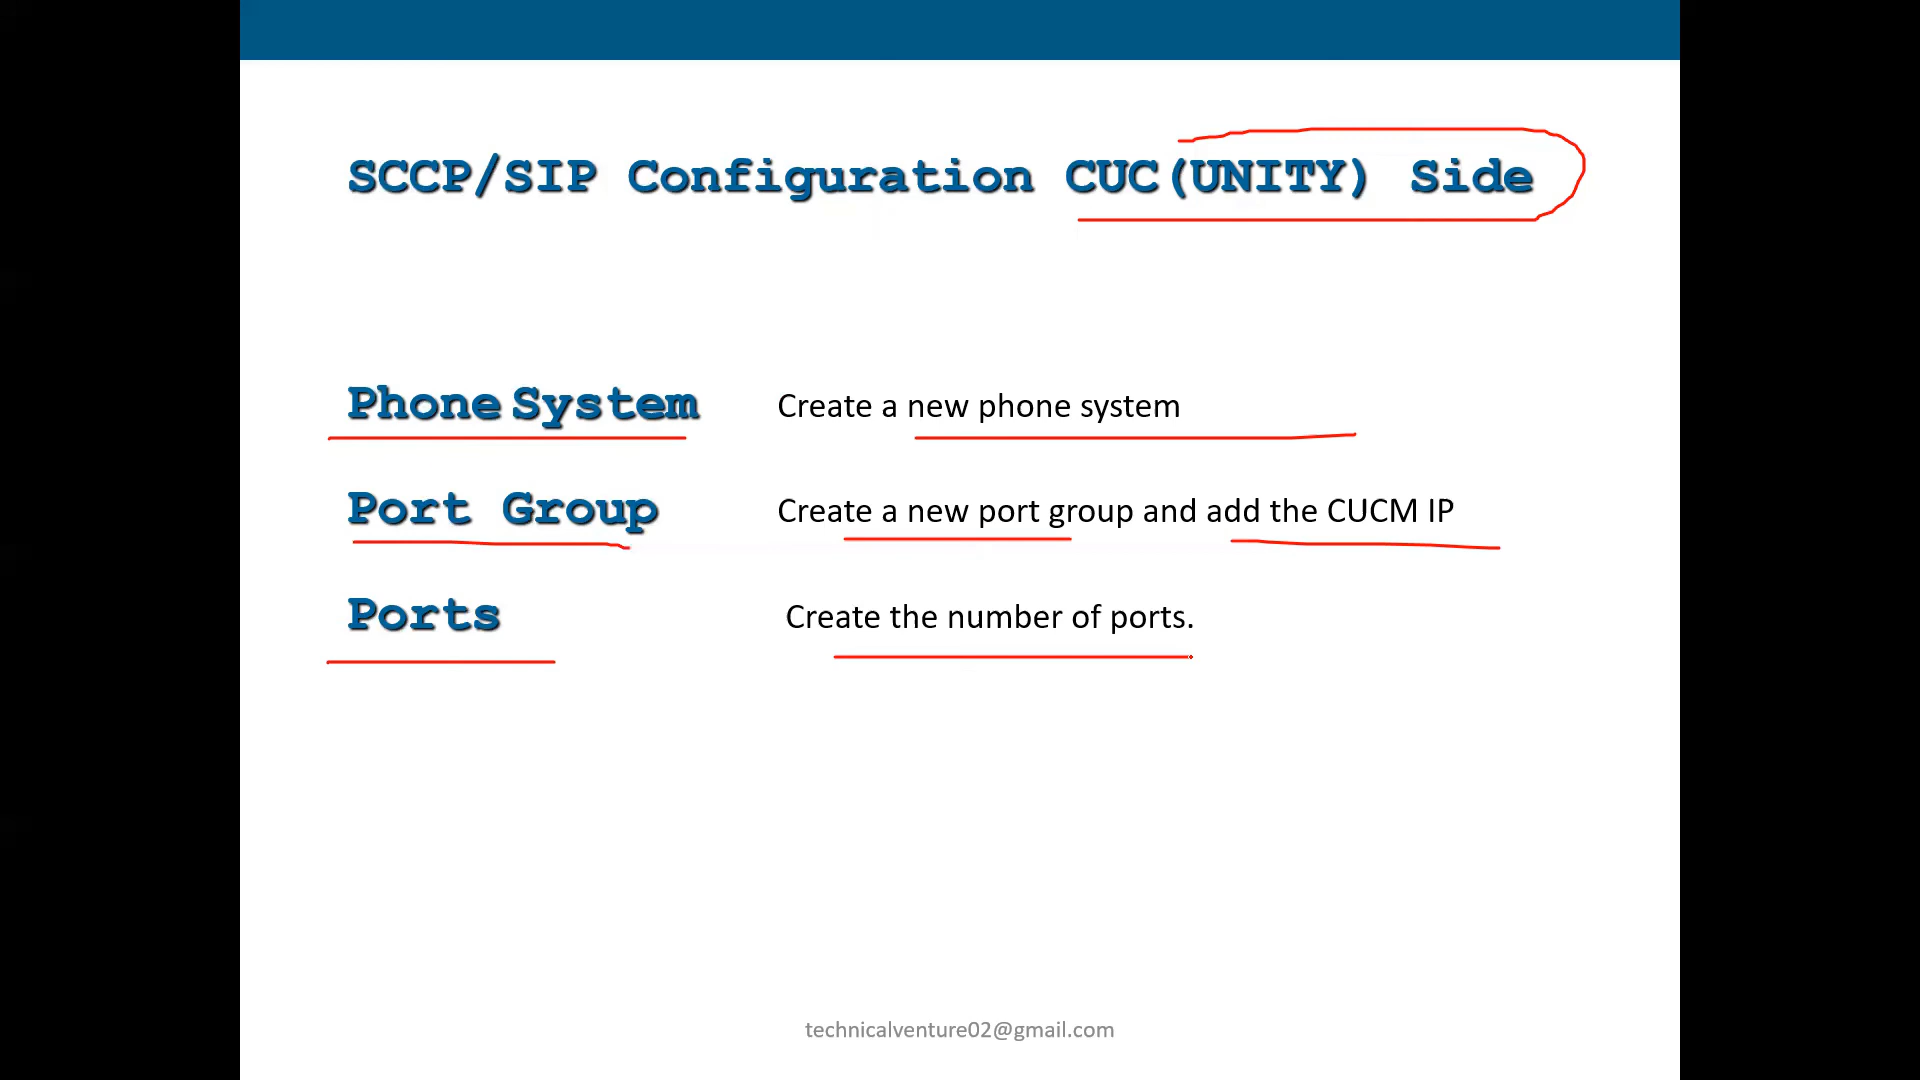 SCCP/SIP Configuration CUC(UNITY) Side
Phone System Create a new phone system
Port Group Create a new port group and add the CUCM IP
Ports Create the number of ports.
technicalventure02@gmail.com